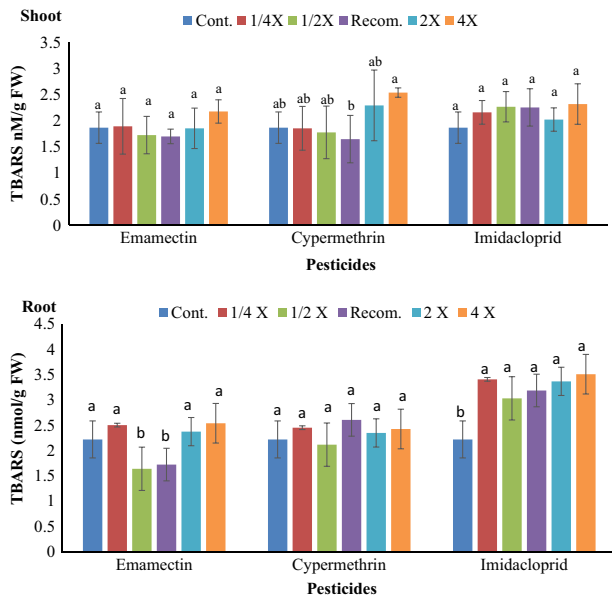 Shoot
Cont. 1/4X 1/2X Recom. 2X 4X
TBARS nM/g FW)
3.5
3
2.5
2
1.5
1
0.5
0
a a a a a a
ab ab ab b ab a
a a a a a a
Emamectin Cypermethrin Imidacloprid
Pesticides
Root
Cont. 1/4 X 1/2 X Recom. 2 X 4 X
TBARS (nmol/g FW)
4.5
4
3.5
3
2.5
2
1.5
1
0.5
0
a a b b a a
a a a a a a
b a a a a a
Emamectin Cypermethrin Imidacloprid
Pesticides